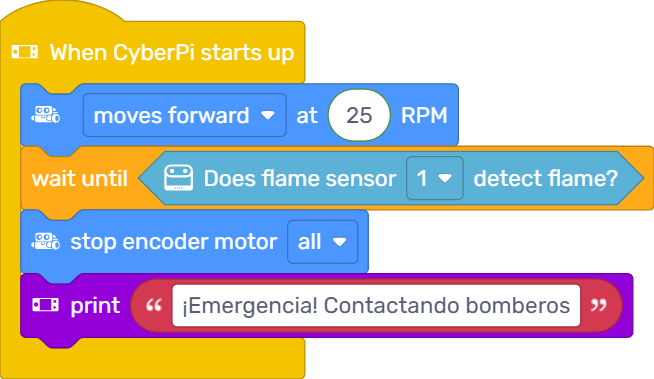 When CyberPi starts up
moves forward at 25 RPM
wait until Does flame sensor 1 detect flame?
stop encoder motor all
print “ ¡Emergencia! Contactando bomberos ”